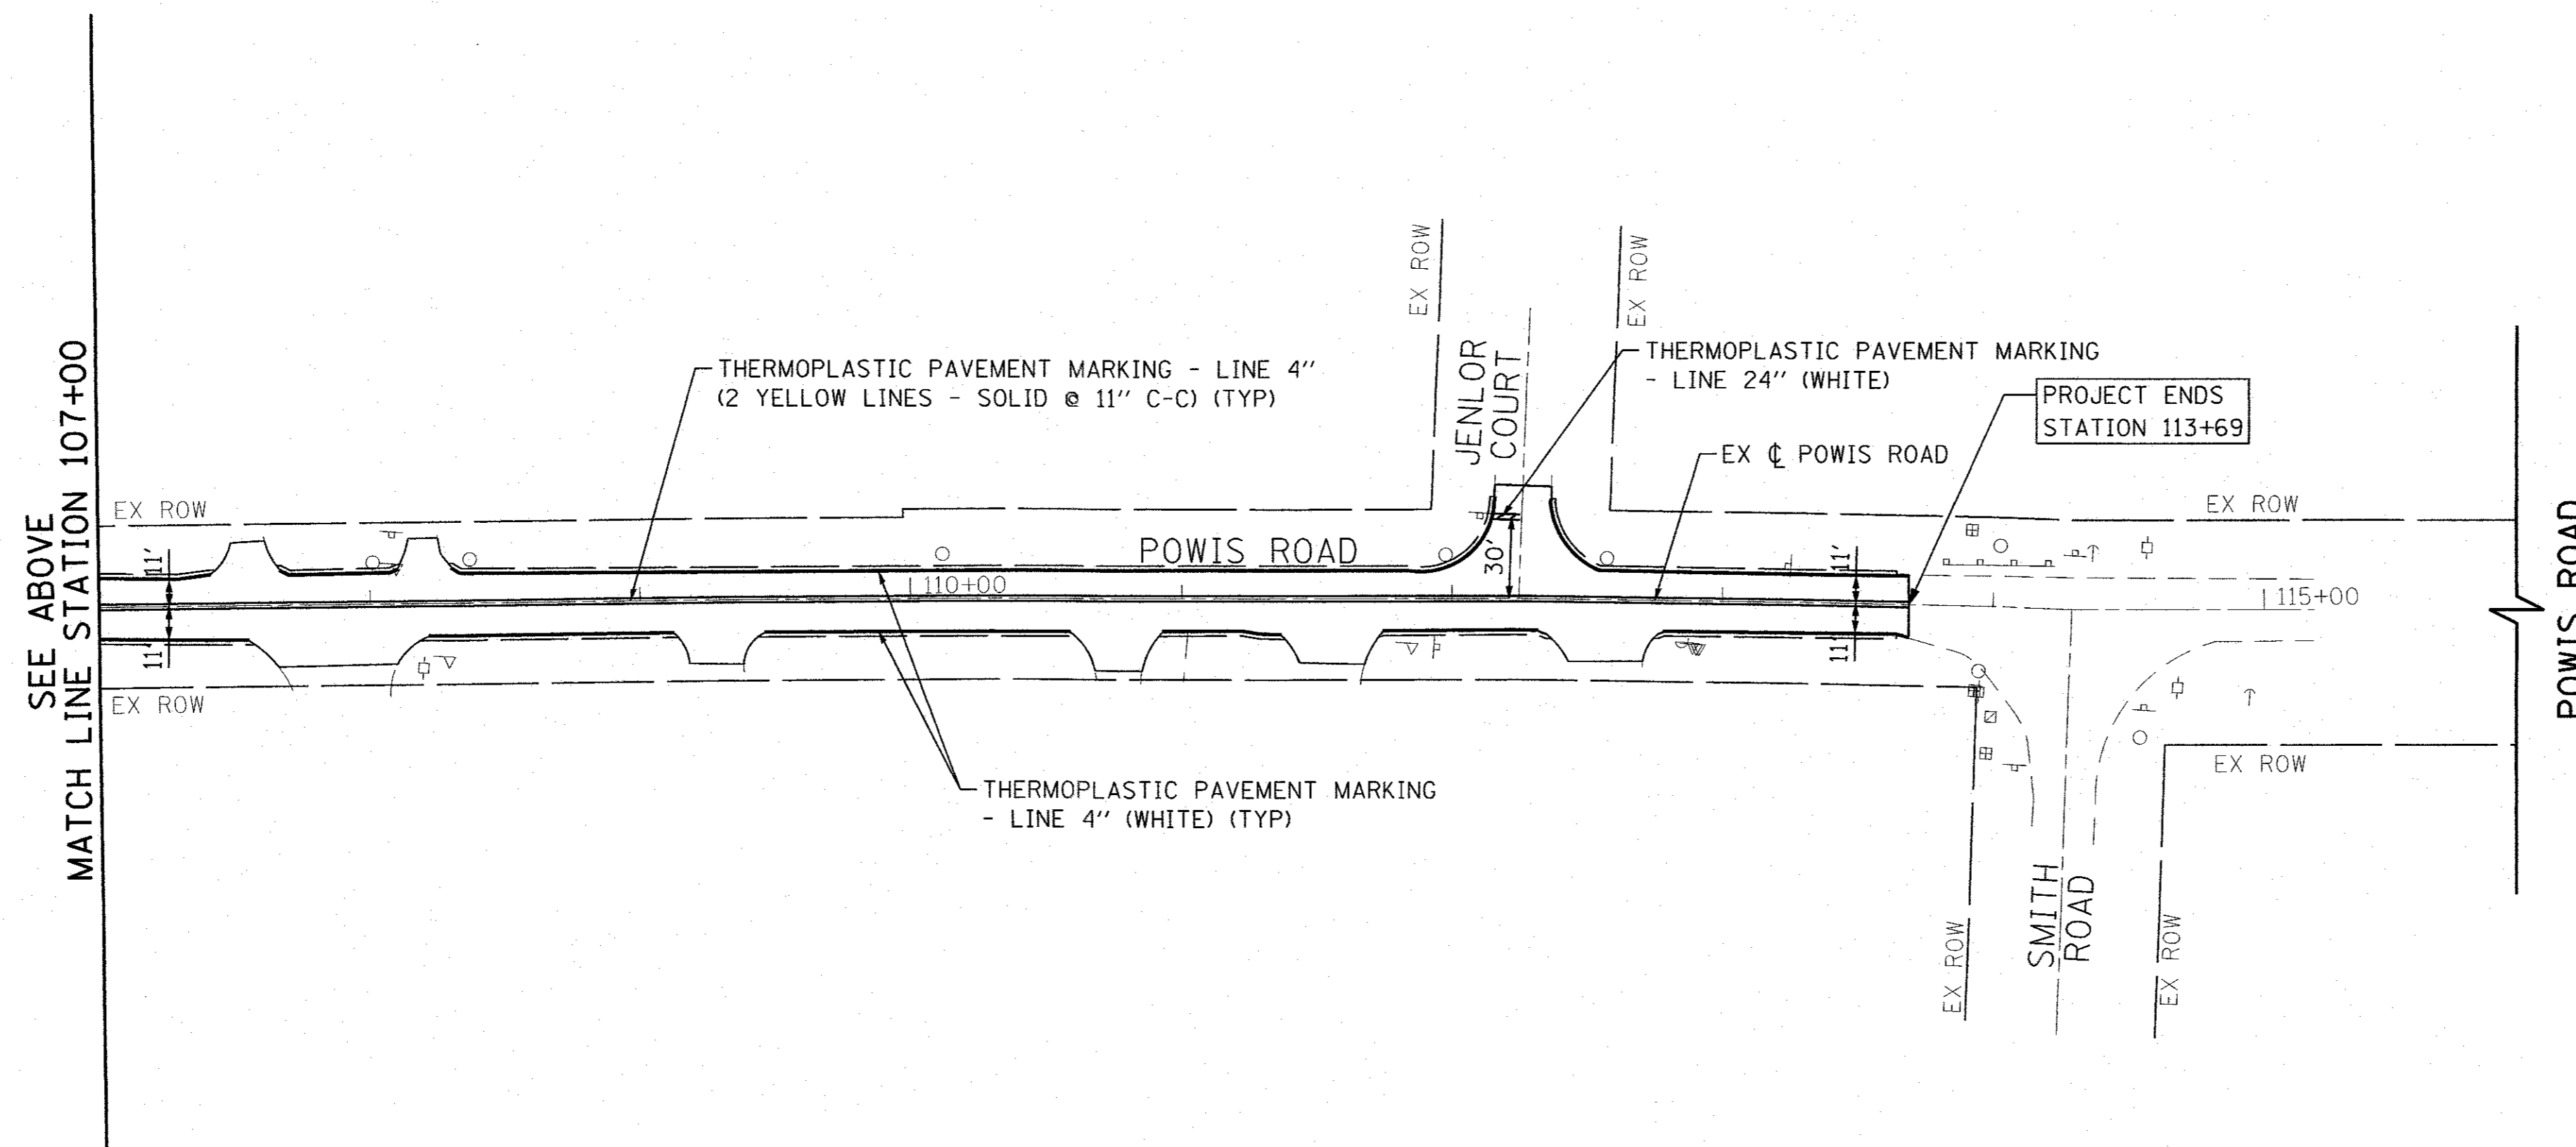 SEE ABOVE
MATCH LINE STATION 107+00
EX ROW
EX ROW
11'
11'
THERMOPLASTIC PAVEMENT MARKING - LINE 4"
(2 YELLOW LINES - SOLID @ 11" C-C) (TYP)
110+00
POWIS ROAD
THERMOPLASTIC PAVEMENT MARKING
- LINE 4" (WHITE) (TYP)
EX ROW
EX ROW
JENLOR
COURT
30'
THERMOPLASTIC PAVEMENT MARKING
- LINE 24" (WHITE)
EX ℄ POWIS ROAD
PROJECT ENDS
STATION 113+69
11'
11'
EX ROW
115+00
EX ROW
SMITH
ROAD
EX ROW
EX ROW
POWIS ROAD